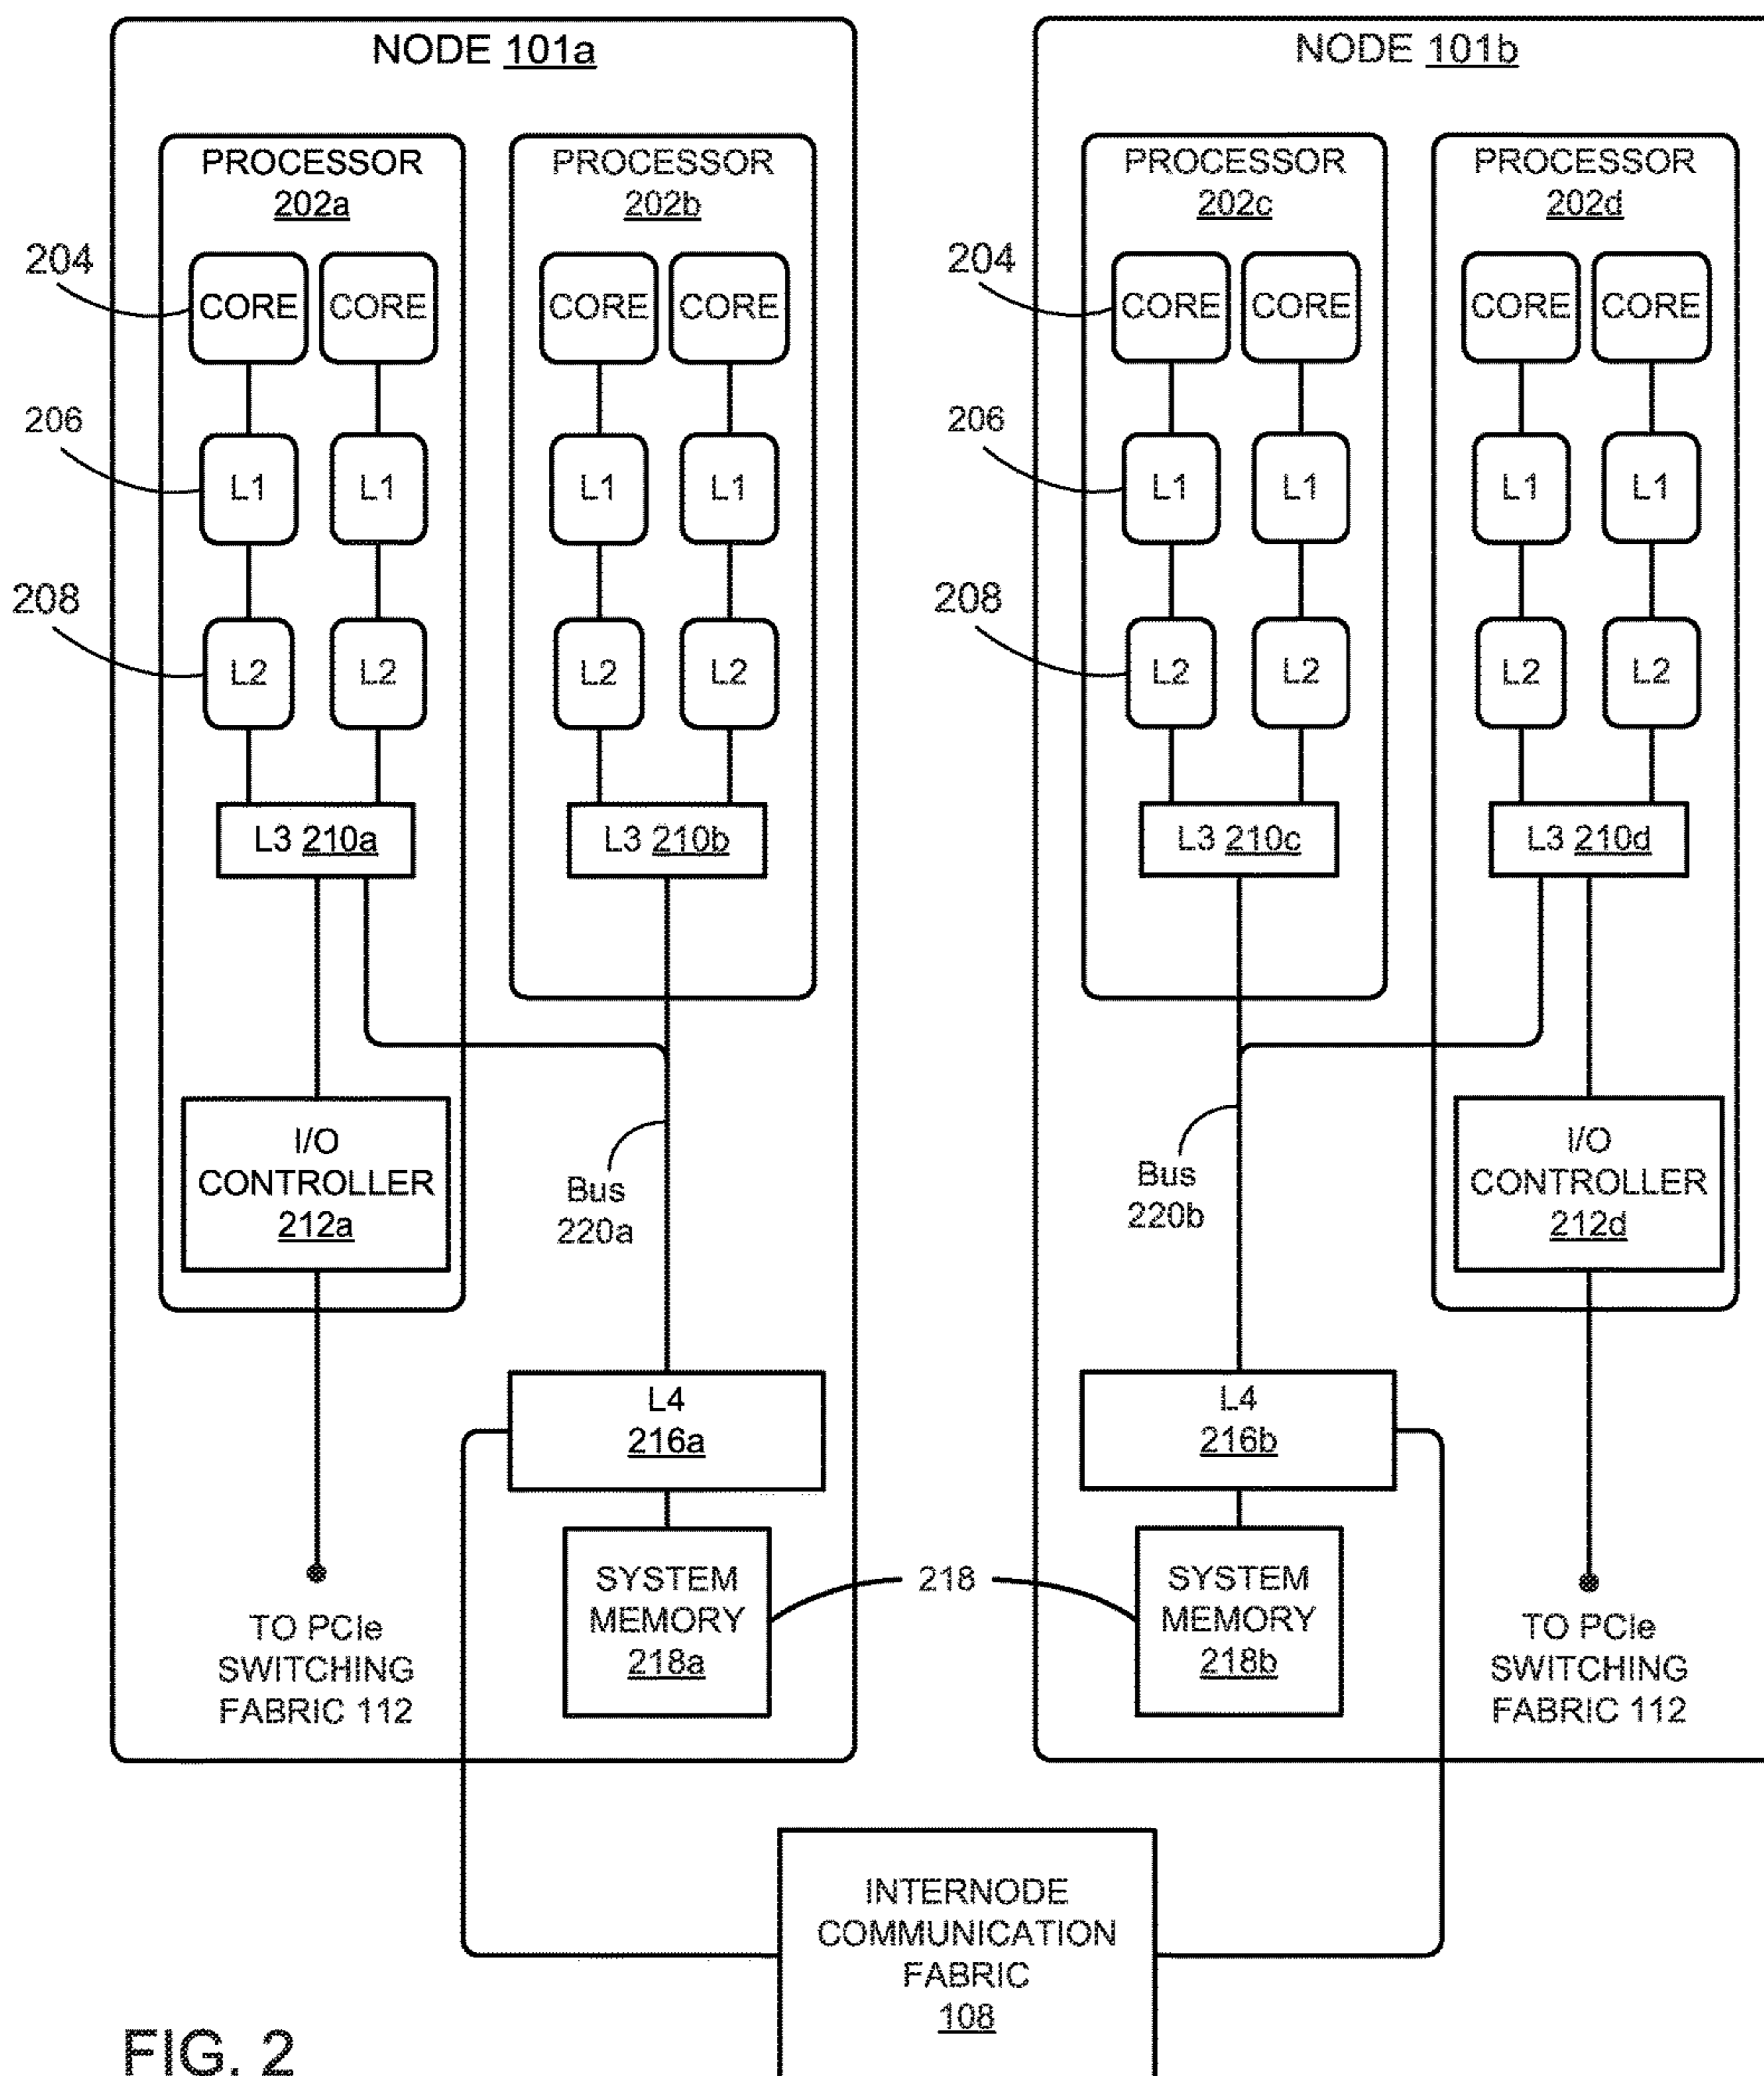 NODE 101a
PROCESSOR
202a
PROCESSOR
202b
204
CORE
CORE
CORE
CORE
206
L1
L1
L1
L1
208
L2
L2
L2
L2
L3 210a
L3 210b
I/O
CONTROLLER
212a
Bus
220a
L4
216a
SYSTEM
MEMORY
218a
TO PCIe
SWITCHING
FABRIC 112
218
NODE 101b
PROCESSOR
202c
PROCESSOR
202d
204
CORE
CORE
CORE
CORE
206
L1
L1
L1
L1
208
L2
L2
L2
L2
L3 210c
L3 210d
Bus
220b
I/O
CONTROLLER
212d
L4
216b
SYSTEM
MEMORY
218b
TO PCIe
SWITCHING
FABRIC 112
INTERNODE
COMMUNICATION
FABRIC
108
FIG. 2